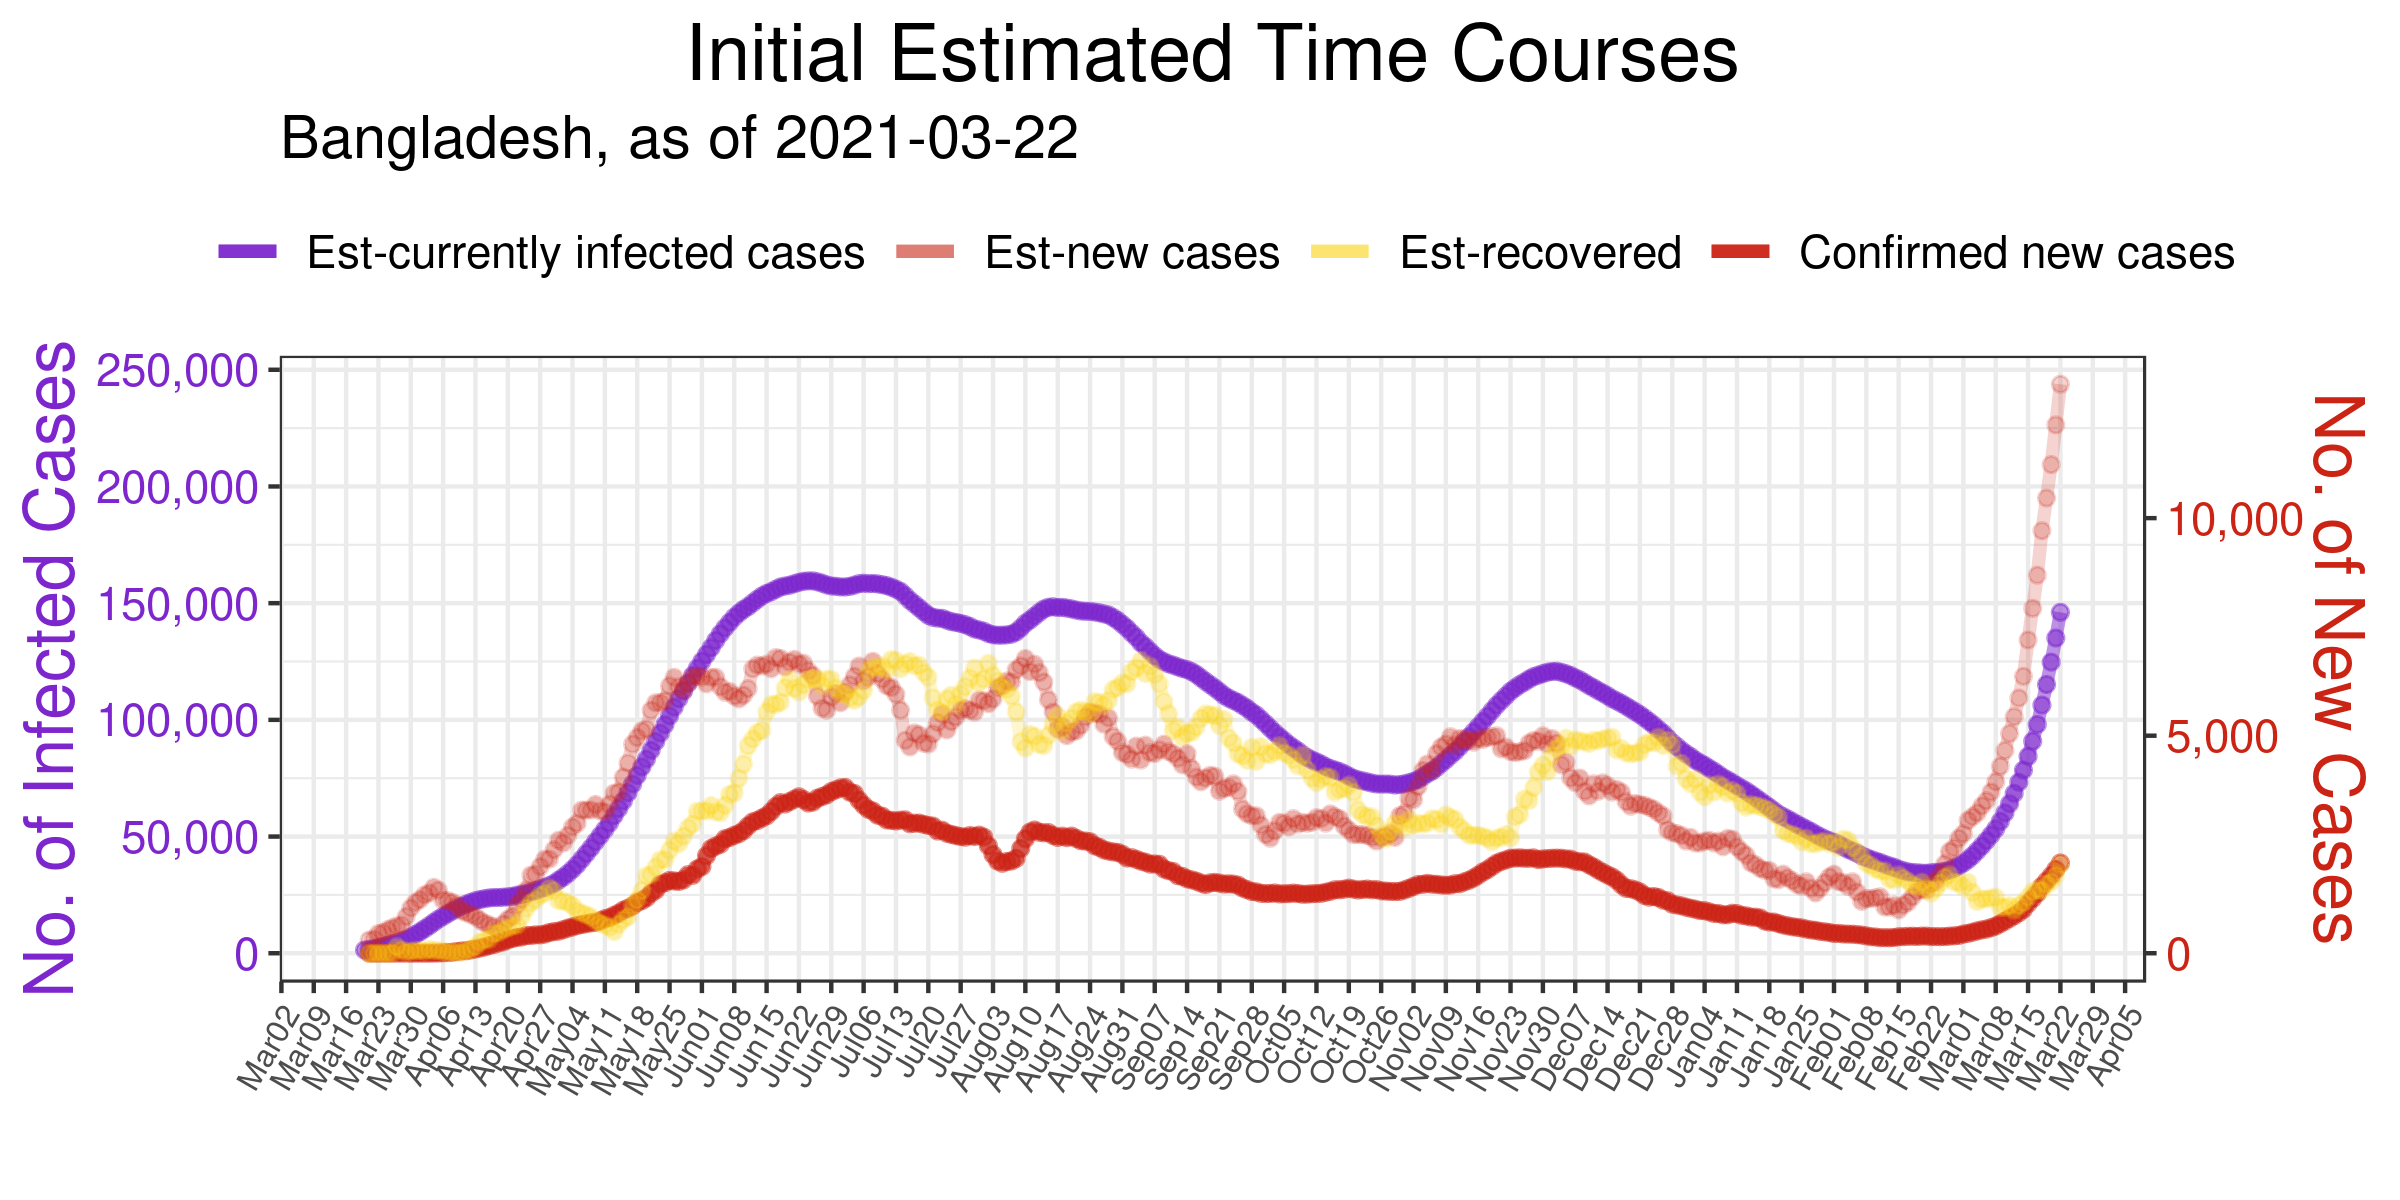 Initial Estimated Time Courses
Bangladesh, as of 2021-03-22
Est-currently infected cases Est-new cases Est-recovered Confirmed new cases
No. of Infected Cases
250,000
200,000
150,000
100,000
50,000
0
10,000
5,000
0
No. of New Cases
Mar02 Mar09 Mar16 Mar23 Mar30 Apr06 Apr13 Apr20 Apr27 May04 May11 May18 May25 Jun01 Jun08 Jun15 Jun22 Jun29 Jul06 Jul13 Jul20 Jul27 Aug03 Aug10 Aug17 Aug24 Aug31 Sep07 Sep14 Sep21 Sep28 Oct05 Oct12 Oct19 Oct26 Nov02 Nov09 Nov16 Nov23 Nov30 Dec07 Dec14 Dec21 Dec28 Jan04 Jan11 Jan18 Jan25 Feb01 Feb08 Feb15 Feb22 Mar01 Mar08 Mar15 Mar22 Mar29 Apr05